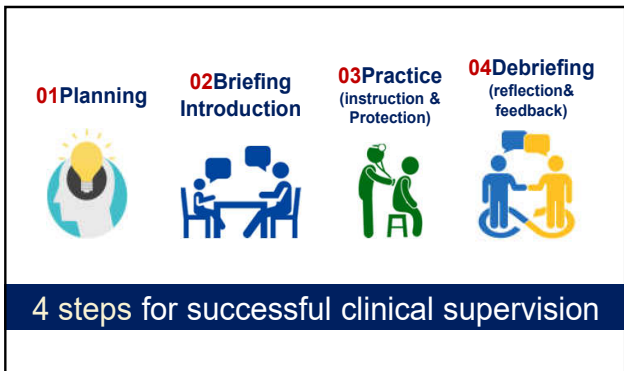 01Planning
02Briefing
Introduction
03Practice
(instruction &
Protection)
04Debriefing
(reflection&
feedback)
4 steps for successful clinical supervision